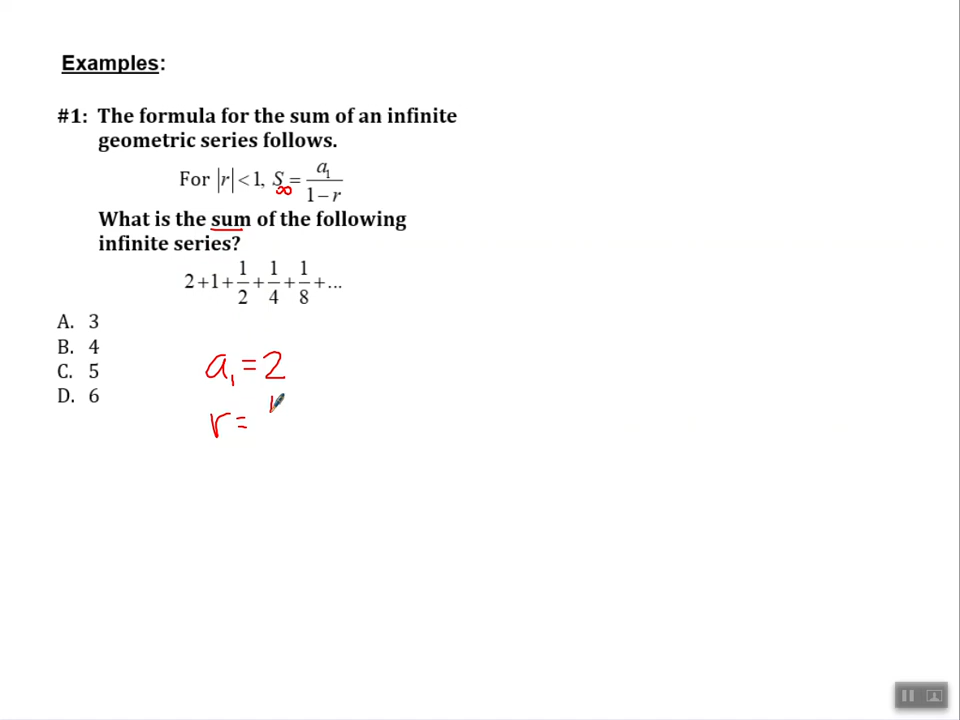 Examples:
#1: The formula for the sum of an infinite
geometric series follows.
For |r| < 1, S∞ = a₁/(1 − r)
What is the sum of the following
infinite series?
2+1+1/2+1/4+1/8+...
A. 3
B. 4
C. 5
D. 6
a₁ = 2
r =